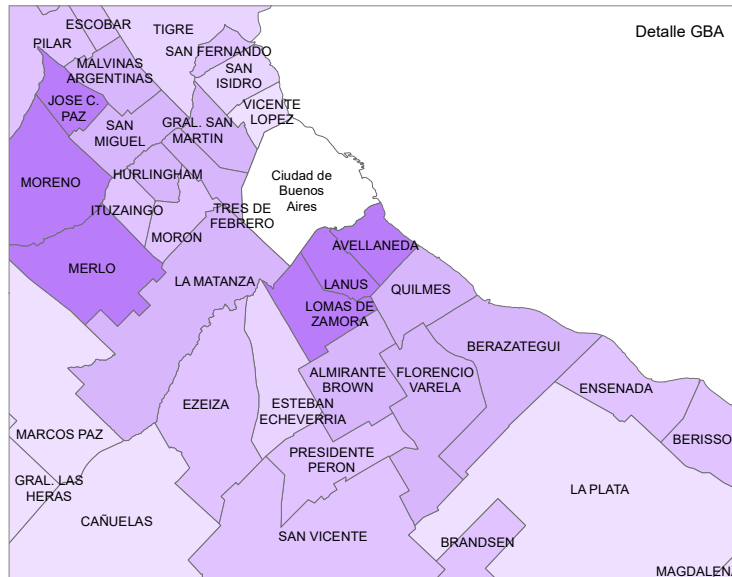 Detalle GBA
ESCOBAR
TIGRE
PILAR
SAN FERNANDO
MALVINAS
ARGENTINAS
SAN
ISIDRO
JOSE C.
PAZ
VICENTE
LOPEZ
SAN
MIGUEL
GRAL. SAN
MARTIN
HURLINGHAM
Ciudad de
Buenos
Aires
MORENO
ITUZAINGO
TRES DE
FEBRERO
MORON
AVELLANEDA
MERLO
LA MATANZA
LANUS
QUILMES
LOMAS DE
ZAMORA
BERAZATEGUI
ALMIRANTE
BROWN
FLORENCIO
VARELA
ENSENADA
EZEIZA
ESTEBAN
ECHEVERRIA
MARCOS PAZ
BERISSO
PRESIDENTE
PERON
GRAL. LAS
HERAS
LA PLATA
CAÑUELAS
SAN VICENTE
BRANDSEN
MAGDALENA